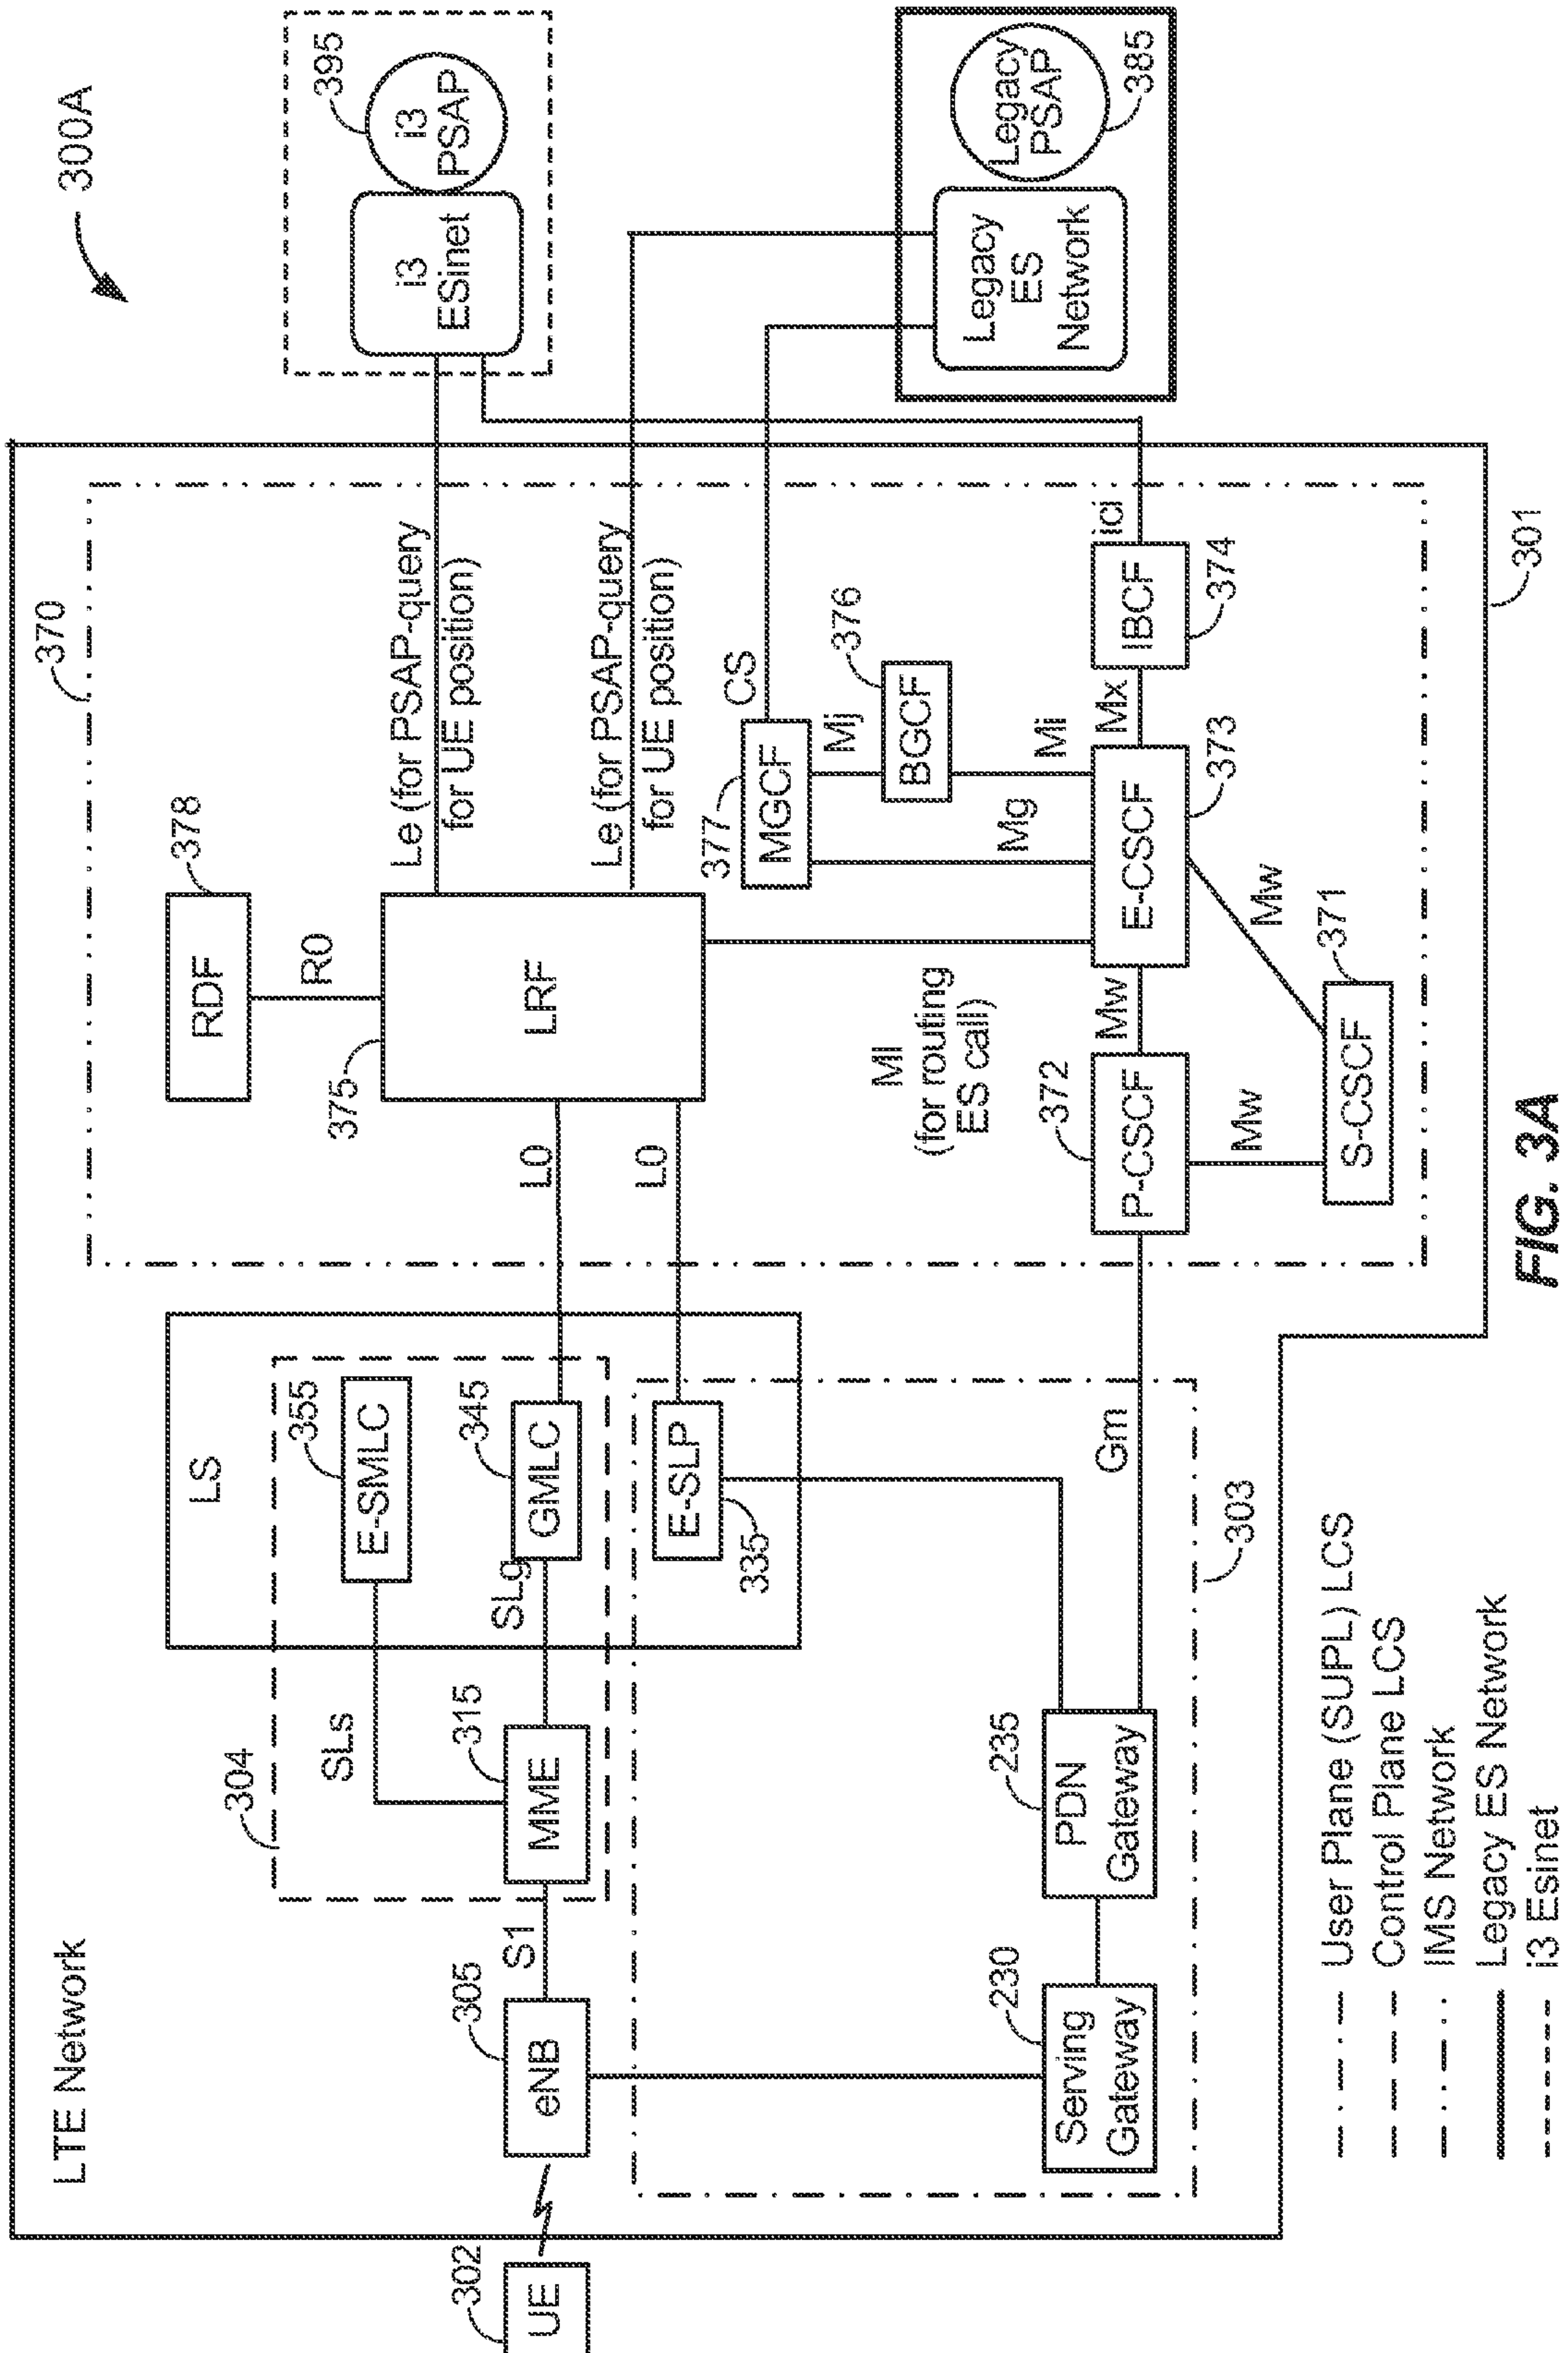 300A
LTE Network
370
395
i3
ESinet
i3
PSAP
RDF
378
R0
LS
304
E-SMLC
355
SLs
375
LRF
Le (for PSAP-query
for UE position)
302
UE
305
eNB
S1
315
MME
SLg
GMLC
345
L0
L0
Le (for PSAP-query
for UE position)
E-SLP
335
377
MGCF
CS
Mj
376
BGCF
Mg
Mi
Legacy
ES
Network
Legacy
PSAP
385
Ml
(for routing
ES call)
230
Serving
Gateway
235
PDN
Gateway
Gm
372
P-CSCF
Mw
E-CSCF
373
Mx
IBCF
374
ici
Mw
Mw
S-CSCF
371
303
301
User Plane (SUPL) LCS
Control Plane LCS
IMS Network
Legacy ES Network
i3 Esinet
FIG. 3A